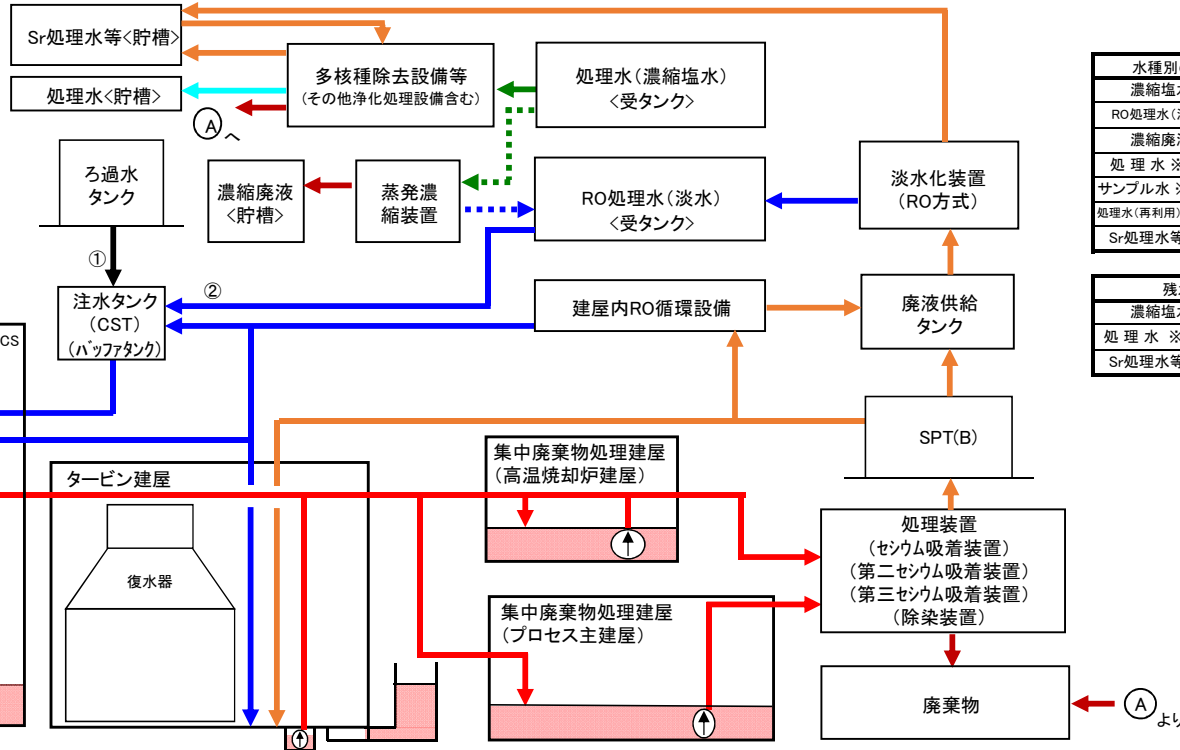 Sr処理水等<貯槽>
処理水<貯槽>
多核種除去設備等
(その他浄化処理設備含む)
Ⓐへ
処理水(濃縮塩水)
<受タンク>
ろ過水
タンク
濃縮廃液
<貯槽>
蒸発濃
縮装置
RO処理水(淡水)
<受タンク>
淡水化装置
(RO方式)
①
②
注水タンク
(CST)
(バッファタンク)
建屋内RO循環設備
廃液供給
タンク
CS
SPT(B)
タービン建屋
復水器
集中廃棄物処理建屋
(高温焼却炉建屋)
集中廃棄物処理建屋
(プロセス主建屋)
処理装置
(セシウム吸着装置)
(第二セシウム吸着装置)
(第三セシウム吸着装置)
(除染装置)
廃棄物
Ⓐより
水種別
濃縮塩水
RO処理水(
濃縮廃
処 理 水 ※
サンプル水 ※
処理水(再利用)
Sr処理水等
残
濃縮塩水
処 理 水 ※
Sr処理水等